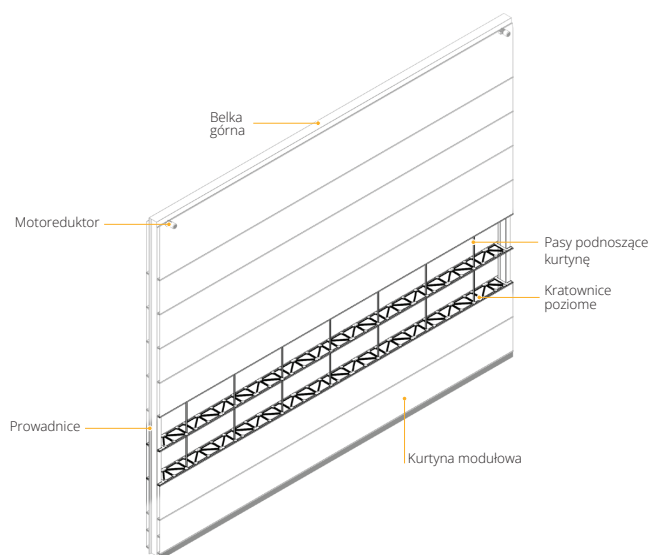 Belka
górna
Motoreduktor
Pasy podnoszące
kurtynę
Kratownice
poziome
Prowadnice
Kurtyna modułowa